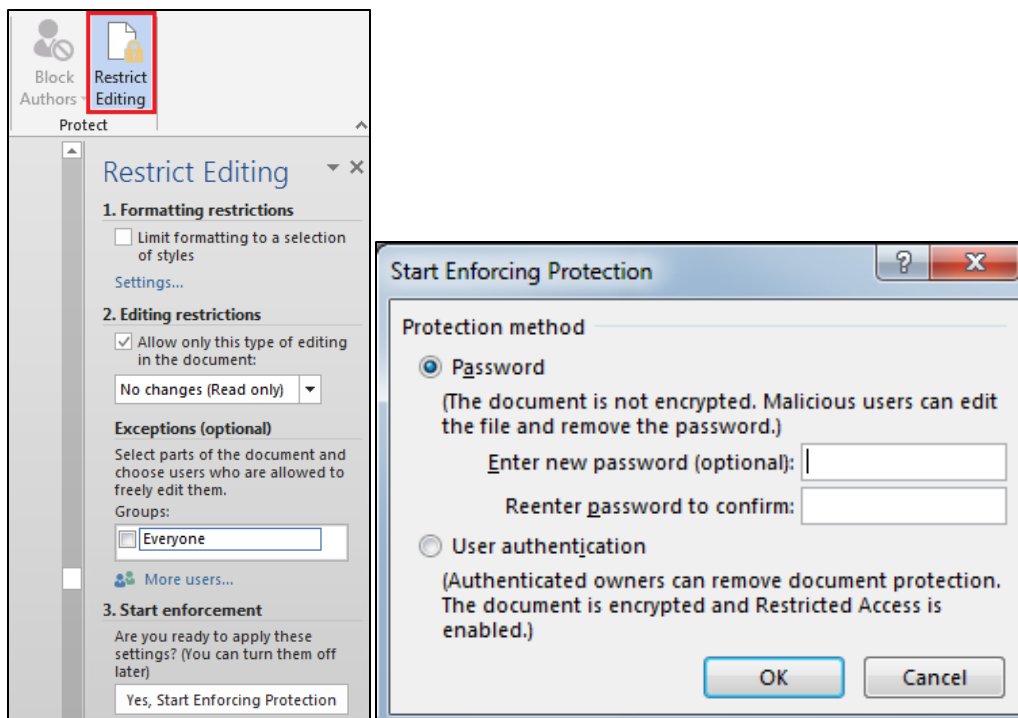 Block
Authors
Restrict
Editing
Protect
Restrict Editing
1. Formatting restrictions
Limit formatting to a selection
of styles
Settings...
2. Editing restrictions
Allow only this type of editing
in the document:
No changes (Read only)
Exceptions (optional)
Select parts of the document and
choose users who are allowed to
freely edit them.
Groups:
Everyone
More users...
3. Start enforcement
Are you ready to apply these
settings? (You can turn them off
later)
Yes, Start Enforcing Protection
Start Enforcing Protection
?
X
Protection method
Password
(The document is not encrypted. Malicious users can edit
the file and remove the password.)
Enter new password (optional):
Reenter password to confirm:
User authentication
(Authenticated owners can remove document protection.
The document is encrypted and Restricted Access is
enabled.)
OK
Cancel